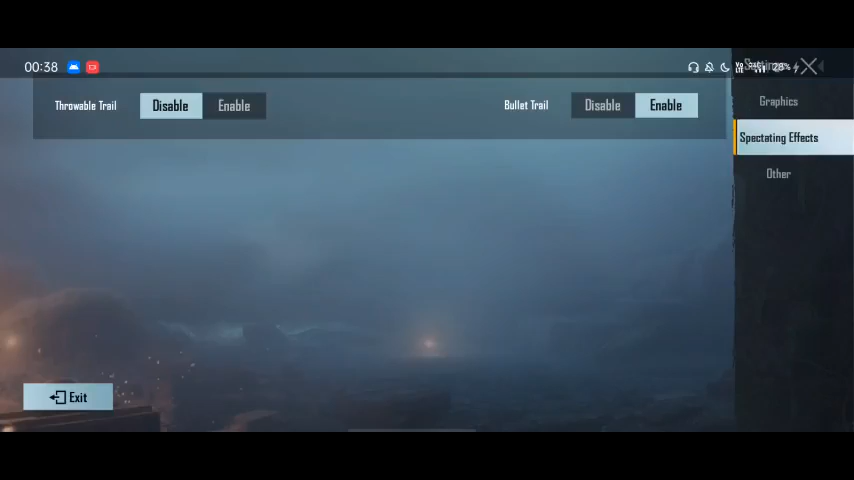 00:38
28%
Throwable Trail Disable Enable
Bullet Trail Disable Enable
Graphics
Spectating Effects
Other
Exit